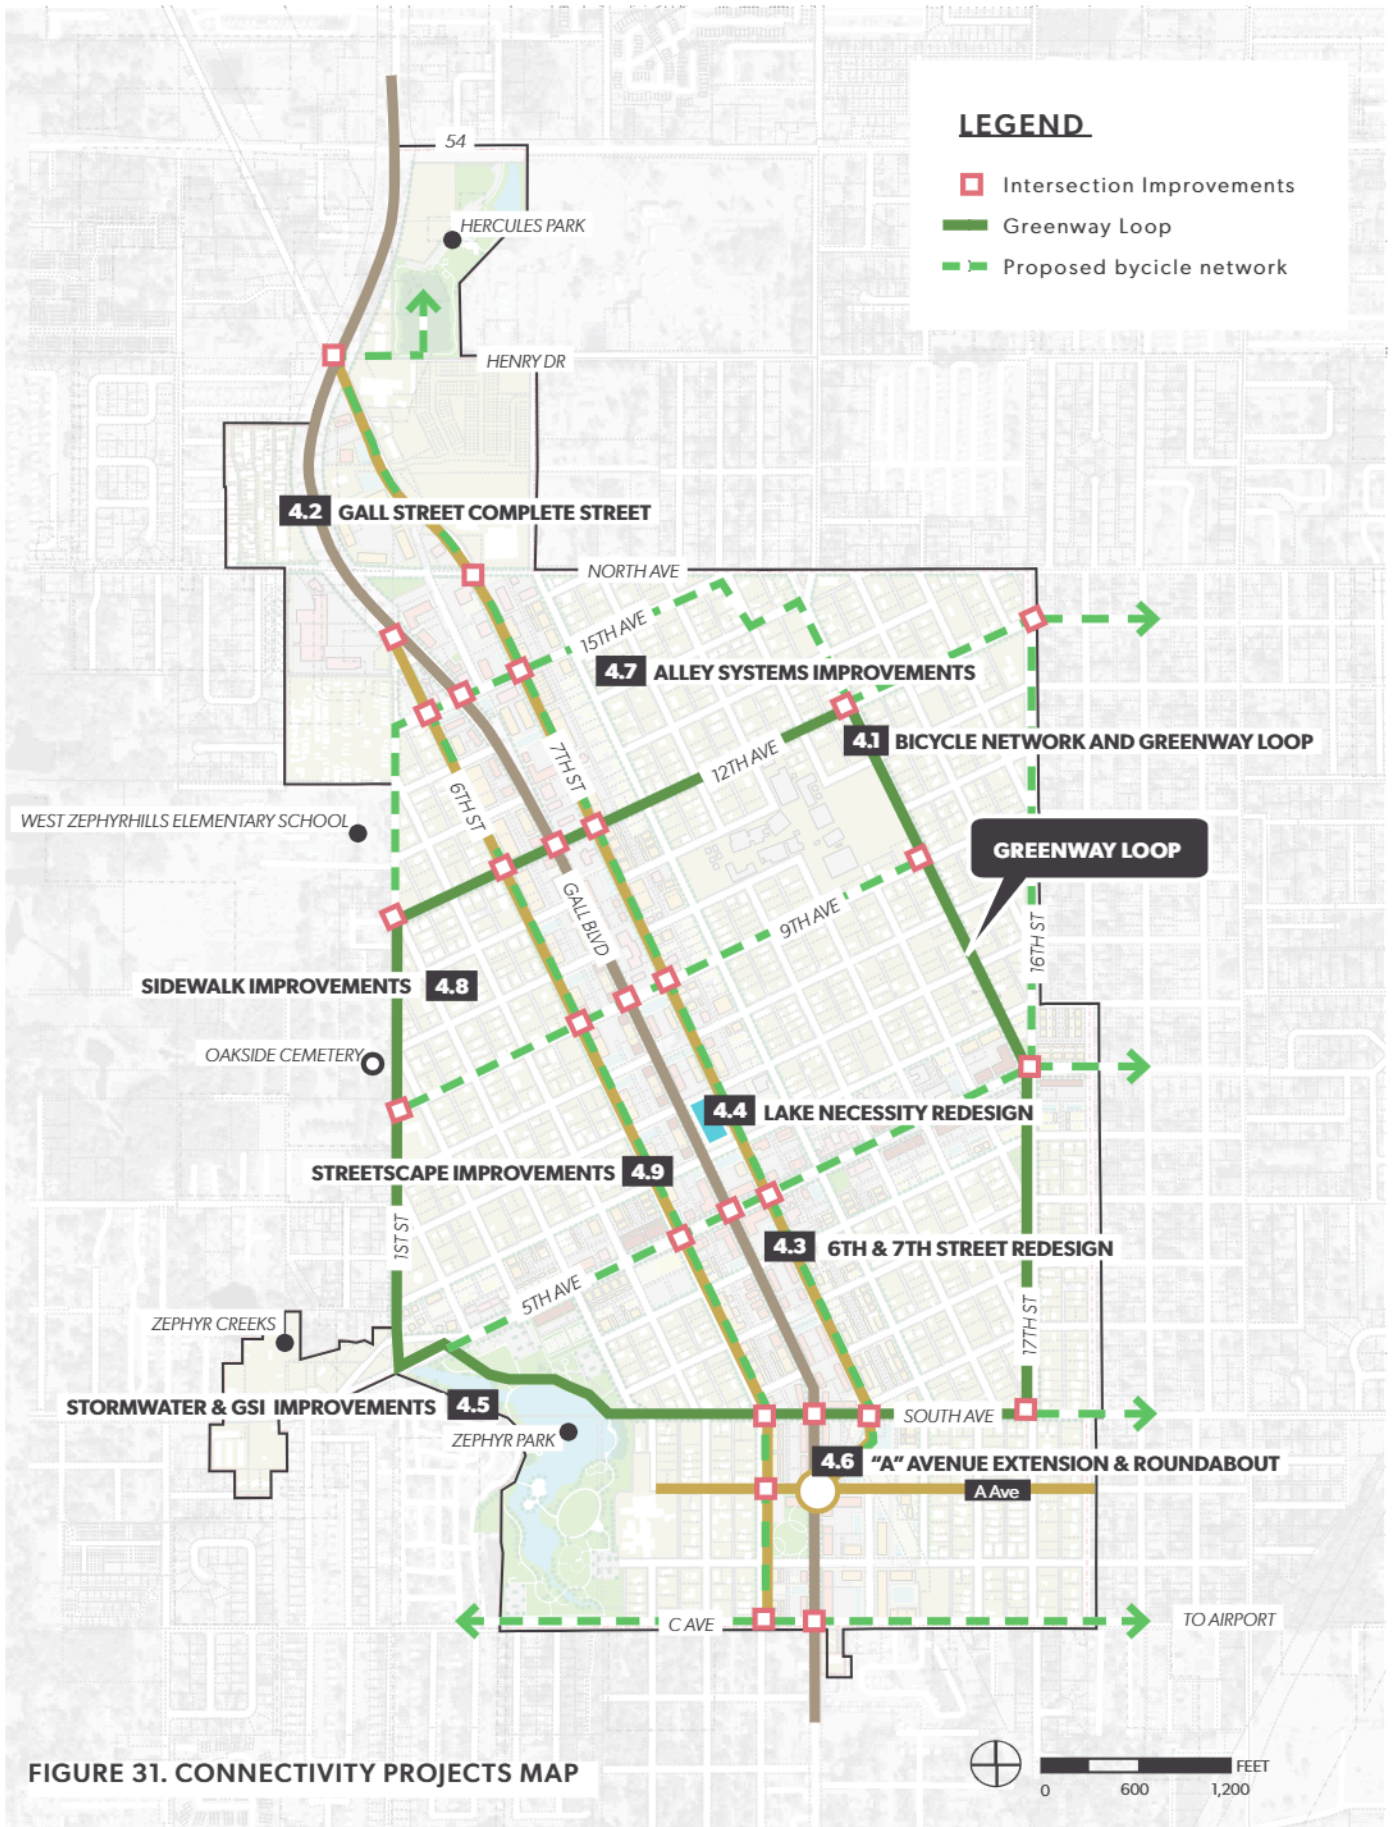 LEGEND
Intersection Improvements
Greenway Loop
Proposed bycicle network
54
HERCULES PARK
HENRY DR
4.2 GALL STREET COMPLETE STREET
NORTH AVE
15TH AVE
4.7 ALLEY SYSTEMS IMPROVEMENTS
4.1 BICYCLE NETWORK AND GREENWAY LOOP
12TH AVE
7TH ST
6TH ST
WEST ZEPHYRHILLS ELEMENTARY SCHOOL
GREENWAY LOOP
GALL BLVD
9TH AVE
16TH ST
SIDEWALK IMPROVEMENTS 4.8
OAKSIDE CEMETERY
4.4 LAKE NECESSITY REDESIGN
STREETSCAPE IMPROVEMENTS 4.9
1ST ST
4.3 6TH & 7TH STREET REDESIGN
5TH AVE
17TH ST
ZEPHYR CREEKS
STORMWATER & GSI IMPROVEMENTS 4.5
SOUTH AVE
ZEPHYR PARK
4.6 "A" AVENUE EXTENSION & ROUNDABOUT
A Ave
C AVE
TO AIRPORT
FIGURE 31. CONNECTIVITY PROJECTS MAP
FEET
0 600 1,200